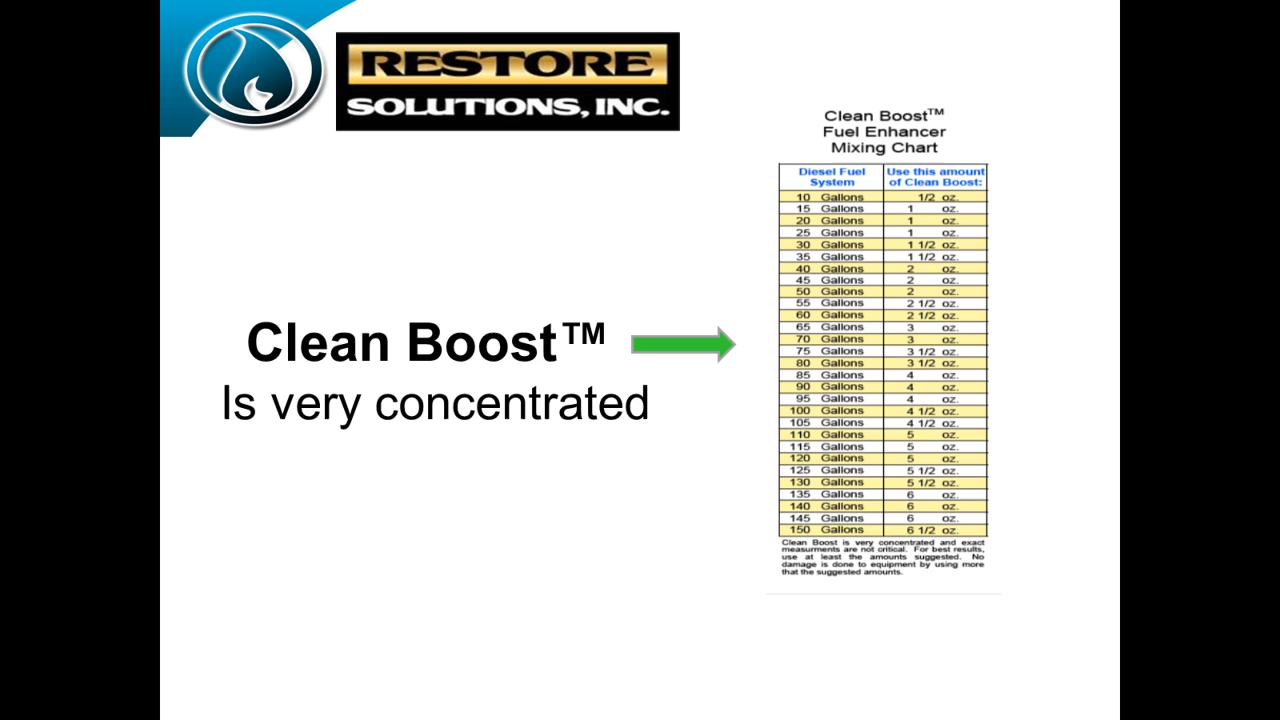 RESTORE
SOLUTIONS, INC.
Clean Boost™
Fuel Enhancer
Mixing Chart
Diesel Fuel System Use this amount of Clean Boost:
10 Gallons 1/2 oz.
15 Gallons 1 oz.
20 Gallons 1 oz.
25 Gallons 1 oz.
30 Gallons 1 1/2 oz.
35 Gallons 1 1/2 oz.
40 Gallons 2 oz.
45 Gallons 2 oz.
50 Gallons 2 oz.
55 Gallons 2 1/2 oz.
60 Gallons 2 1/2 oz.
65 Gallons 3 oz.
70 Gallons 3 oz.
75 Gallons 3 1/2 oz.
80 Gallons 3 1/2 oz.
85 Gallons 4 oz.
90 Gallons 4 oz.
95 Gallons 4 oz.
100 Gallons 4 1/2 oz.
105 Gallons 4 1/2 oz.
110 Gallons 5 oz.
115 Gallons 5 oz.
120 Gallons 5 oz.
125 Gallons 5 1/2 oz.
130 Gallons 5 1/2 oz.
135 Gallons 6 oz.
140 Gallons 6 oz.
145 Gallons 6 oz.
150 Gallons 6 1/2 oz.
Clean Boost is very concentrated and exact
measurments are not critical. For best results,
use at least the amounts suggested. No
damage is done to equipment by using more
that the suggested amounts.
Clean Boost™
Is very concentrated